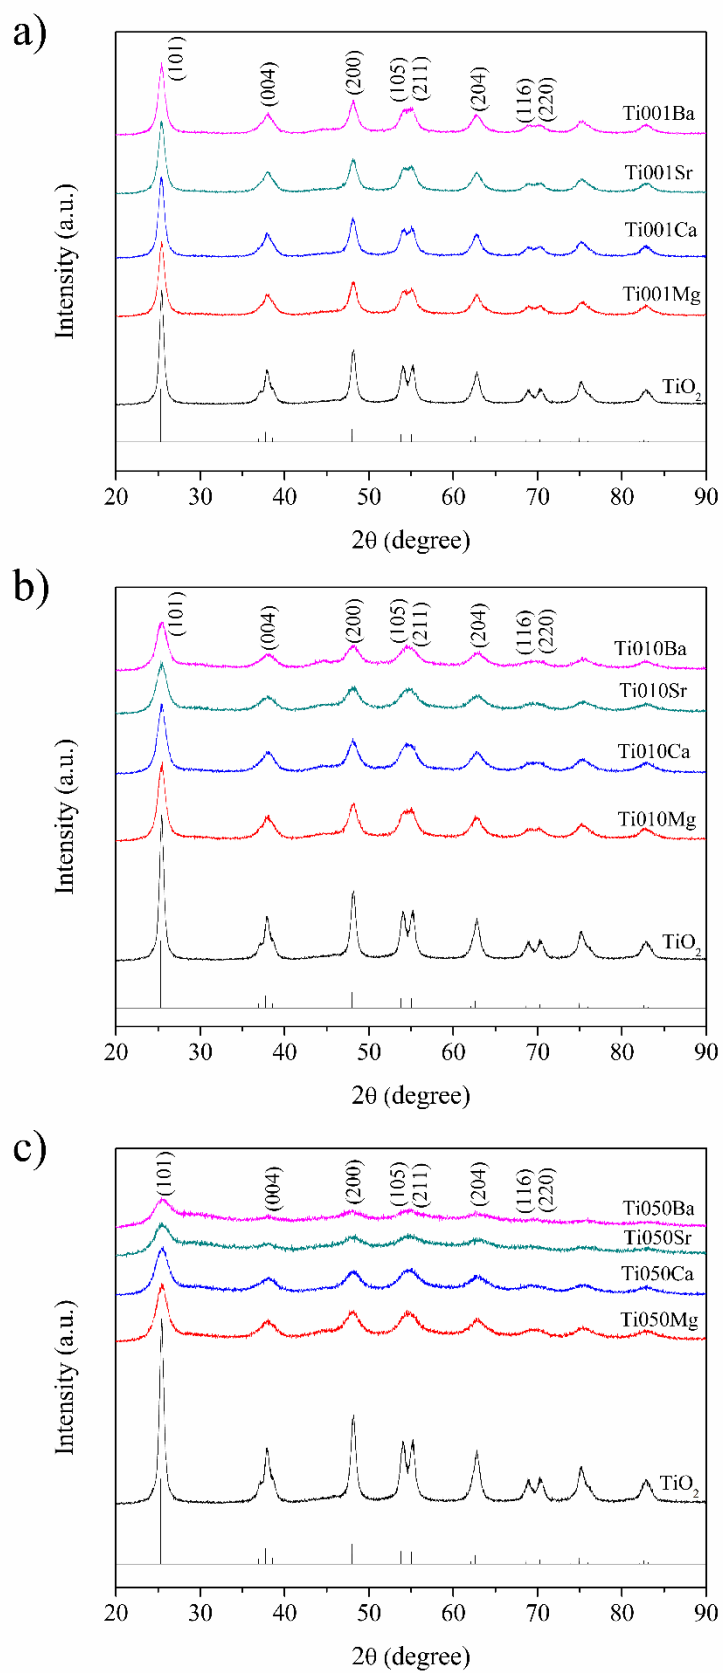 a)
(101)
(004)
(200)
(105)
(211)
(204)
(116)
(220)
Ti001Ba
Ti001Sr
Ti001Ca
Ti001Mg
TiO2
Intensity (a.u.)
20 30 40 50 60 70 80 90
2θ (degree)
b)
(101)
(004)
(200)
(105)
(211)
(204)
(116)
(220)
Ti010Ba
Ti010Sr
Ti010Ca
Ti010Mg
TiO2
Intensity (a.u.)
20 30 40 50 60 70 80 90
2θ (degree)
c)
(101)
(004)
(200)
(105)
(211)
(204)
(116)
(220)
Ti050Ba
Ti050Sr
Ti050Ca
Ti050Mg
TiO2
Intensity (a.u.)
20 30 40 50 60 70 80 90
2θ (degree)